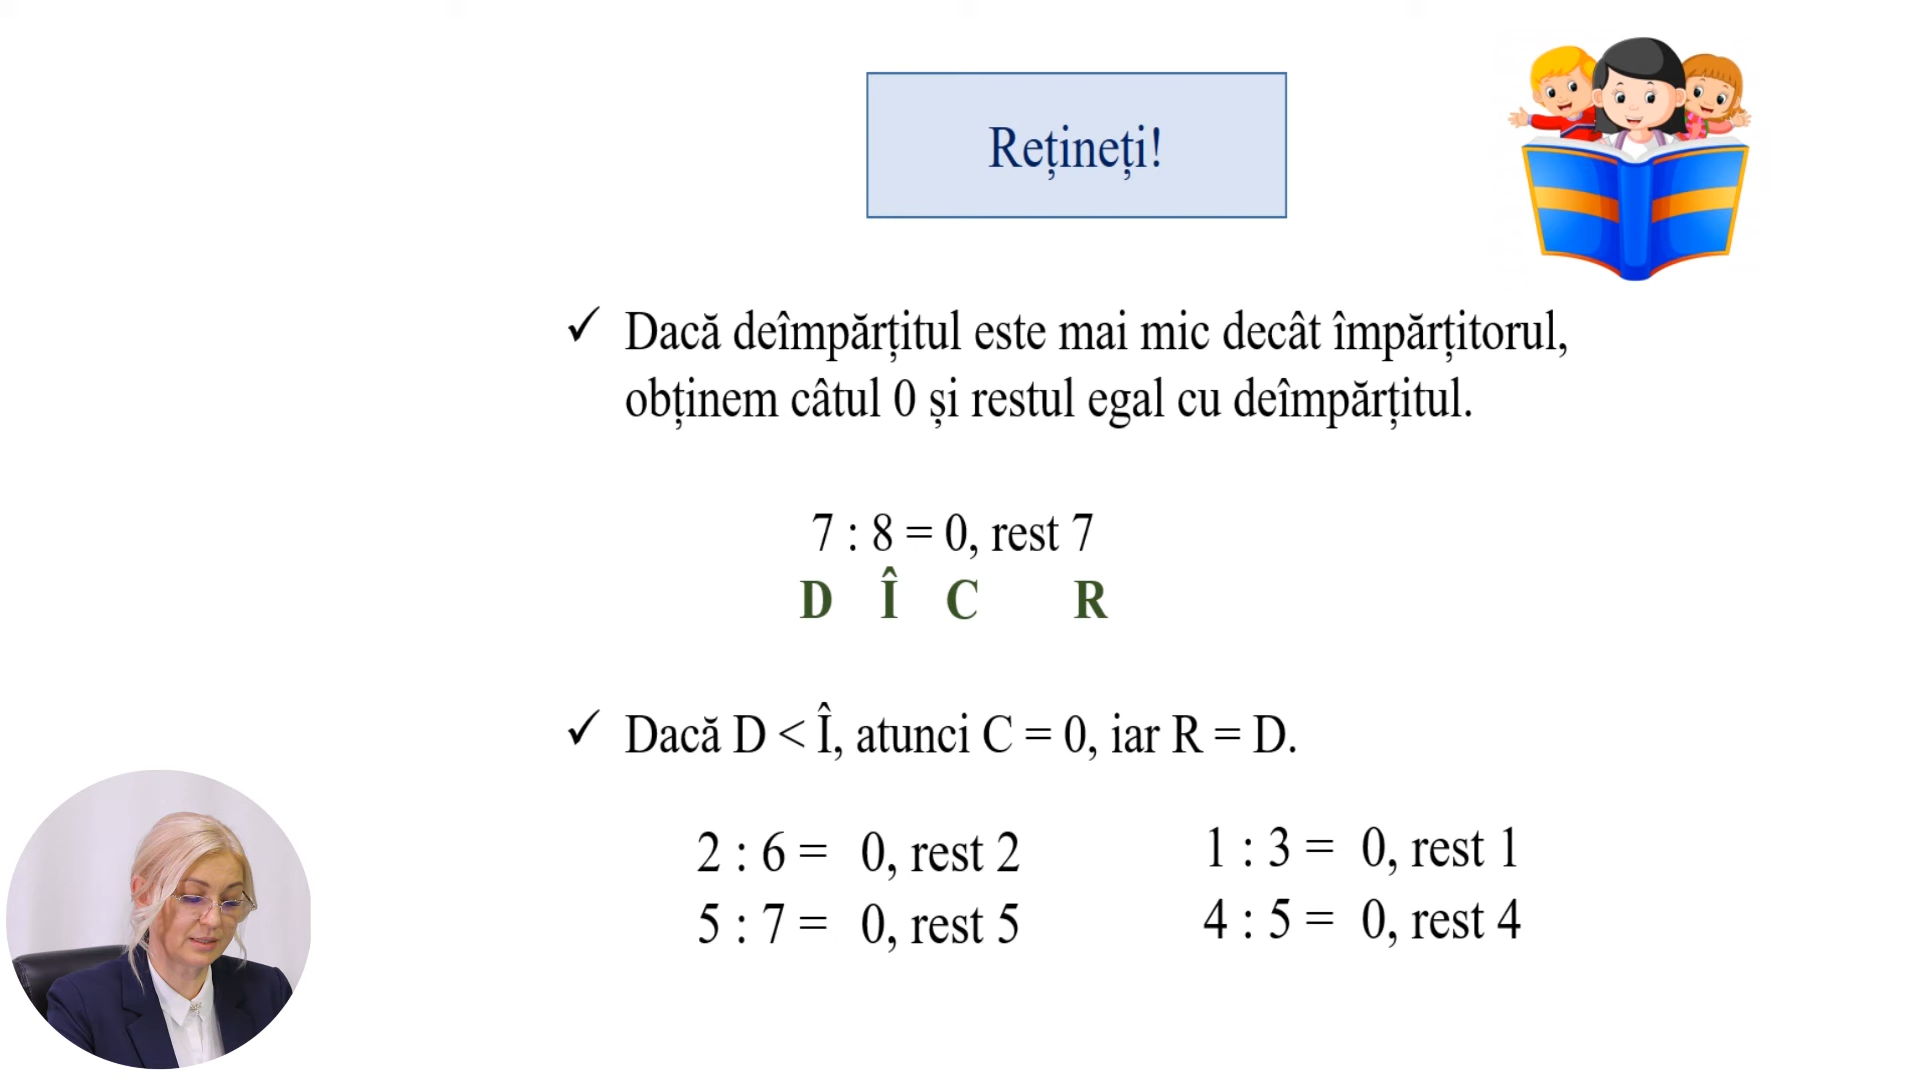 Rețineți!
✓ Dacă deîmpărțitul este mai mic decât împărțitorul,
obținem câtul 0 și restul egal cu deîmpărțitul.
7 : 8 = 0, rest 7
D Î C R
✓ Dacă D < Î, atunci C = 0, iar R = D.
2 : 6 = 0, rest 2
5 : 7 = 0, rest 5
1 : 3 = 0, rest 1
4 : 5 = 0, rest 4